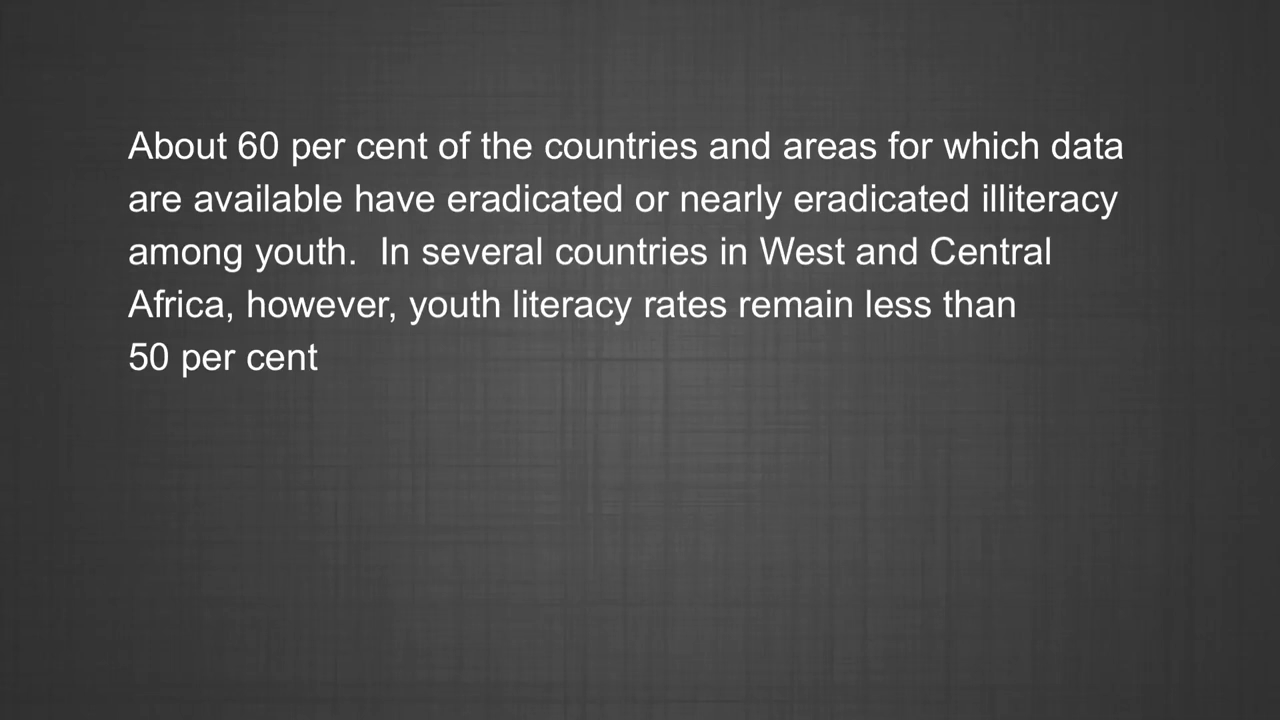 About 60 per cent of the countries and areas for which data
are available have eradicated or nearly eradicated illiteracy
among youth.  In several countries in West and Central
Africa, however, youth literacy rates remain less than
50 per cent